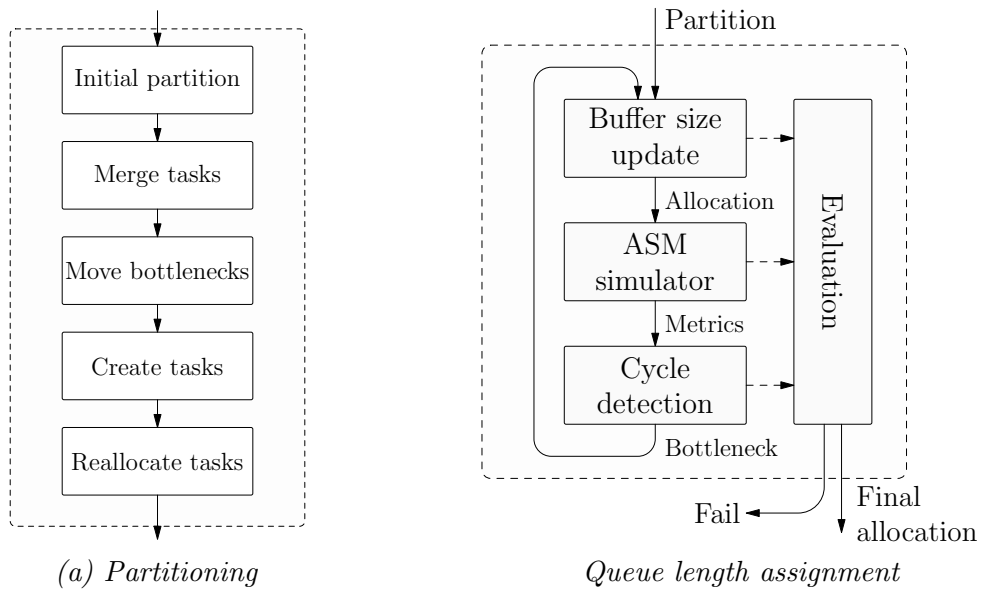 Initial partition
Merge tasks
Move bottlenecks
Create tasks
Reallocate tasks
(a) Partitioning
Partition
Buffer size
update
Allocation
ASM
simulator
Metrics
Cycle
detection
Bottleneck
Evaluation
Fail
Final
allocation
Queue length assignment